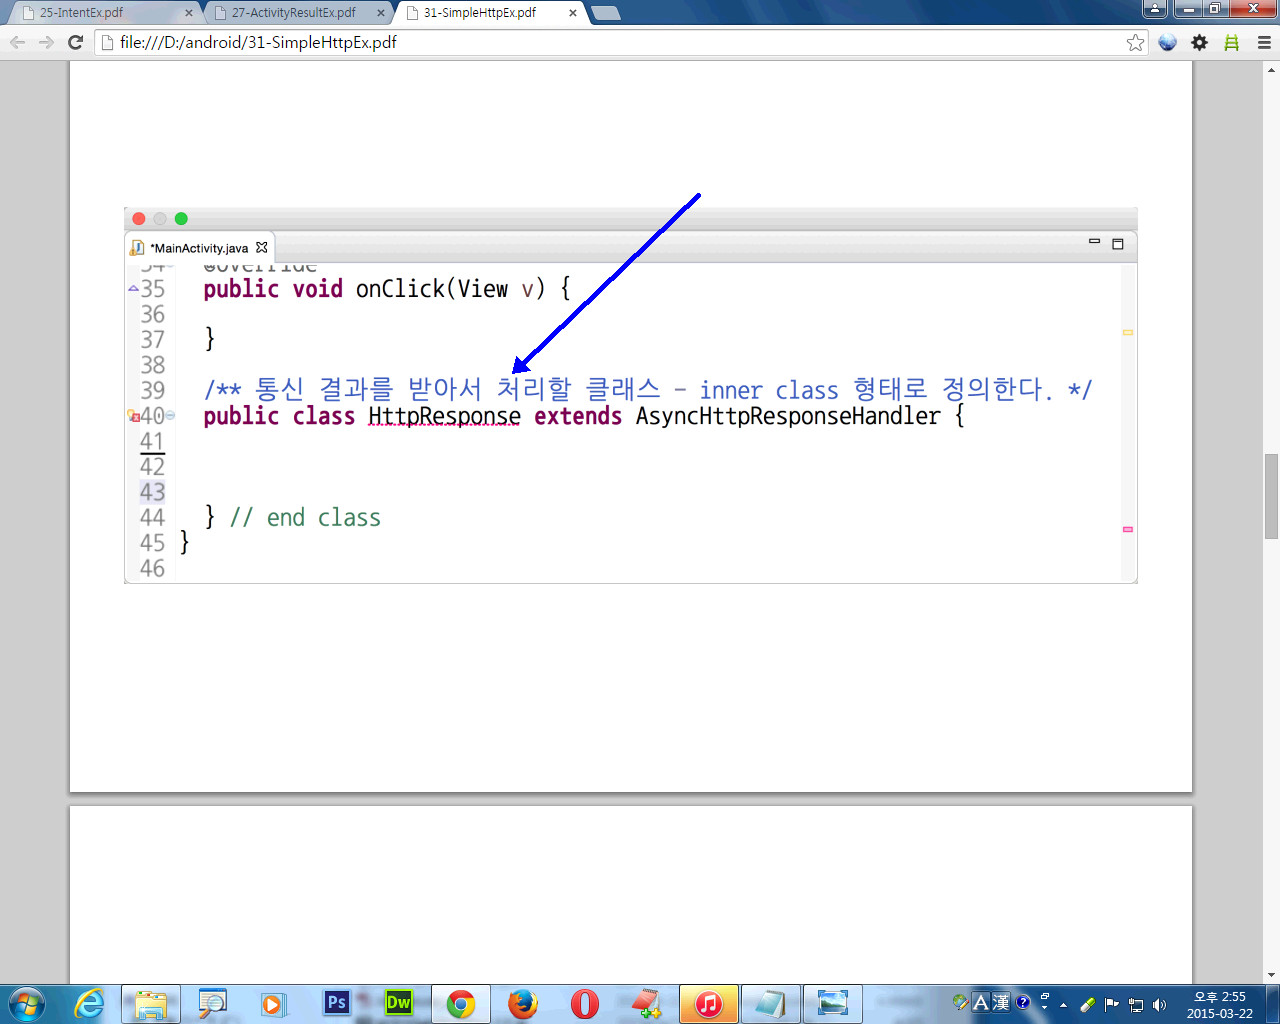 25-IntentEx.pdf
27-ActivityResultEx.pdf
31-SimpleHttpEx.pdf
file:///D:/android/31-SimpleHttpEx.pdf
*MainActivity.java
34 @Override
35 public void onClick(View v) {
36
37 }
38
39 /** 통신 결과를 받아서 처리할 클래스 - inner class 형태로 정의한다. */
40 public class HttpResponse extends AsyncHttpResponseHandler {
41
42
43
44 } // end class
45 }
46
Ps
Dw
A 漢
오후 2:55
2015-03-22